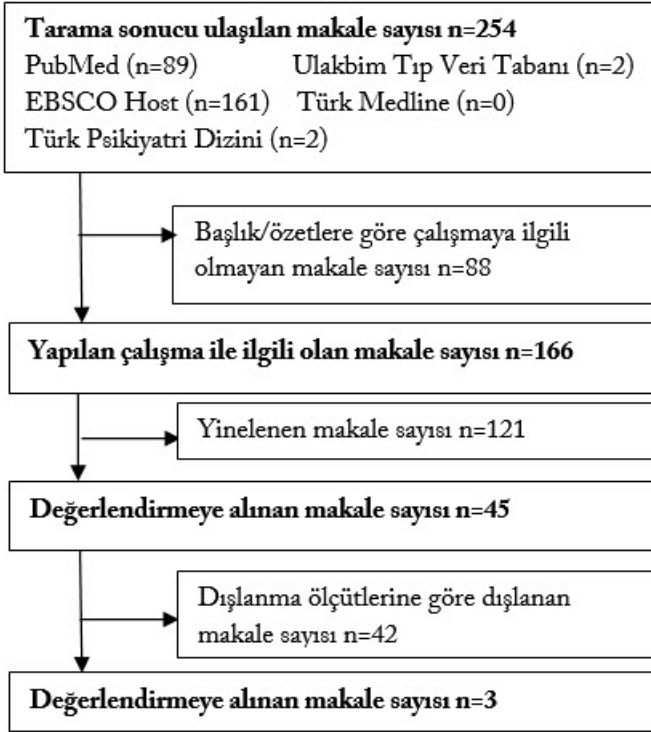 Tarama sonucu ulaşılan makale sayısı n=254
PubMed (n=89) Ulakbim Tıp Veri Tabanı (n=2)
EBSCO Host (n=161) Türk Medline (n=0)
Türk Psikiyatri Dizini (n=2)
Başlık/özetlere göre çalışmaya ilgili
olmayan makale sayısı n=88
Yapılan çalışma ile ilgili olan makale sayısı n=166
Yinelenen makale sayısı n=121
Değerlendirmeye alınan makale sayısı n=45
Dışlanma ölçütlerine göre dışlanan
makale sayısı n=42
Değerlendirmeye alınan makale sayısı n=3